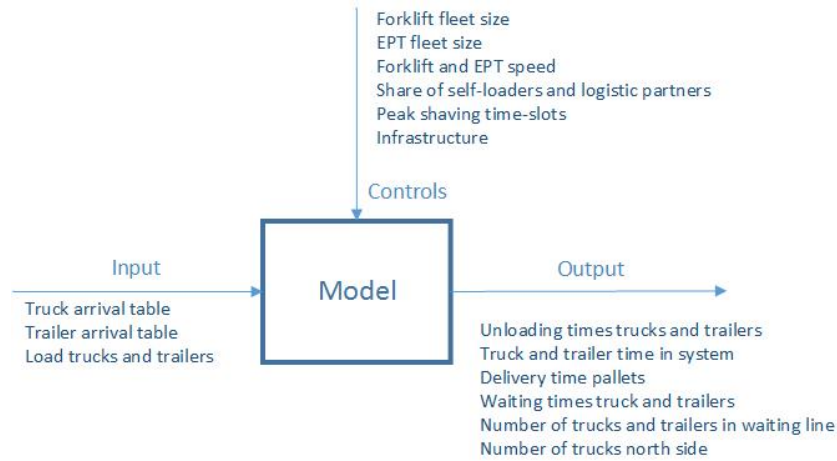 Forklift fleet size
EPT fleet size
Forklift and EPT speed
Share of self-loaders and logistic partners
Peak shaving time-slots
Infrastructure
Controls
Input
Truck arrival table
Trailer arrival table
Load trucks and trailers
Model
Output
Unloading times trucks and trailers
Truck and trailer time in system
Delivery time pallets
Waiting times truck and trailers
Number of trucks and trailers in waiting line
Number of trucks north side